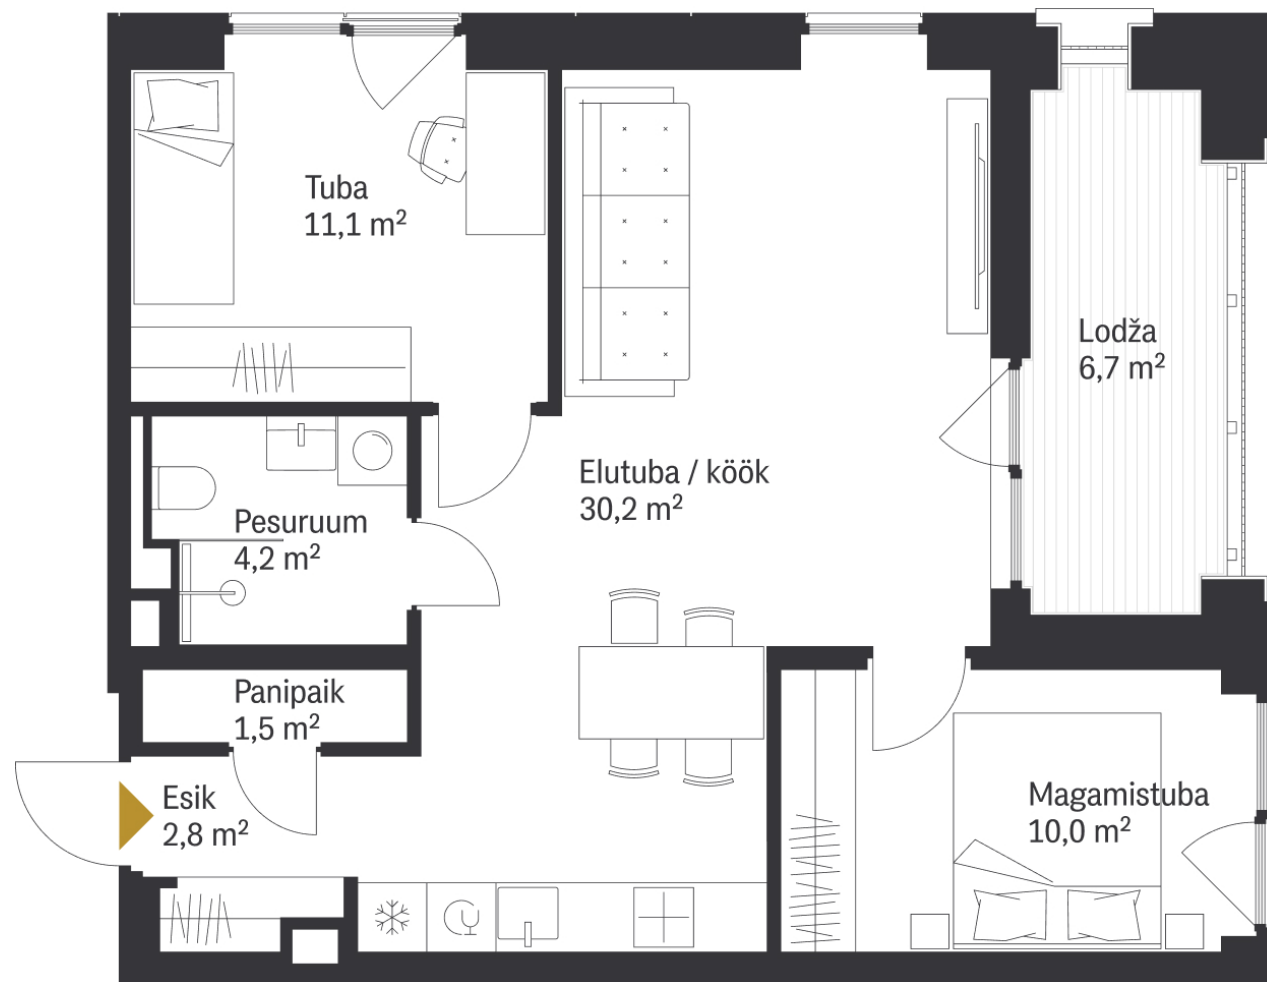 Tuba
11,1 m²
Lodža
6,7 m²
Elutuba / köök
30,2 m²
Pesuruum
4,2 m²
Panipaik
1,5 m²
Esik
2,8 m²
Magamistuba
10,0 m²